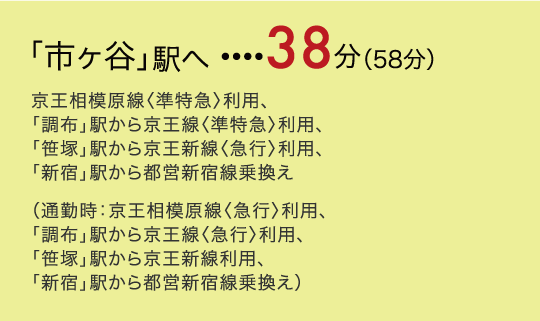 「市ヶ谷」駅へ ････38分(58分)
京王相模原線〈準特急〉利用、
「調布」駅から京王線〈準特急〉利用、
「笹塚」駅から京王新線〈急行〉利用、
「新宿」駅から都営新宿線乗換え
(通勤時:京王相模原線〈急行〉利用、
「調布」駅から京王線〈急行〉利用、
「笹塚」駅から京王新線利用、
「新宿」駅から都営新宿線乗換え)